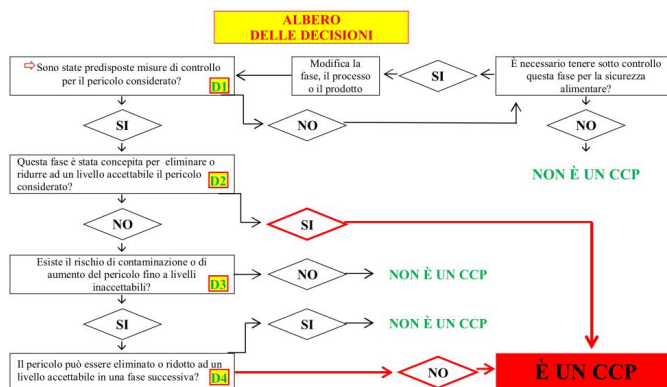 ALBERO
DELLE DECISIONI
⇨Sono state predisposte misure di controllo
per il pericolo considerato?
D1
Modifica la
fase, il processo
o il prodotto
SI
È necessario tenere sotto controllo
questa fase per la sicurezza
alimentare?
SI
NO
NO
NON È UN CCP
Questa fase è stata concepita per eliminare o
ridurre ad un livello accettabile il pericolo
considerato?
D2
NO
SI
Esiste il rischio di contaminazione o di
aumento del pericolo fino a livelli
inaccettabili?
D3
NO
NON È UN CCP
SI
SI
NON È UN CCP
Il pericolo può essere eliminato o ridotto ad un
livello accettabile in una fase successiva?
D4
NO
È UN CCP